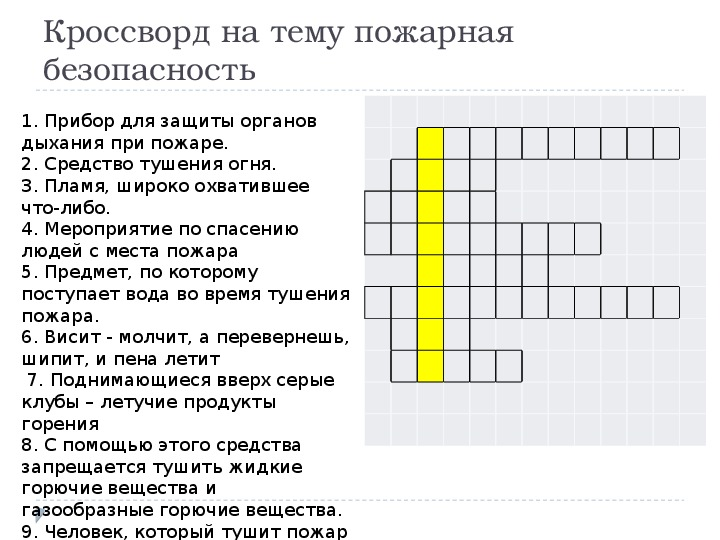 Кроссворд на тему пожарная
безопасность
1. Прибор для защиты органов
дыхания при пожаре.
2. Средство тушения огня.
3. Пламя, широко охватившее
что-либо.
4. Мероприятие по спасению
людей с места пожара
5. Предмет, по которому
поступает вода во время тушения
пожара.
6. Висит - молчит, а перевернешь,
шипит, и пена летит
7. Поднимающиеся вверх серые
клубы – летучие продукты
горения
8. С помощью этого средства
запрещается тушить жидкие
горючие вещества и
газообразные горючие вещества.
9. Человек, который тушит пожар